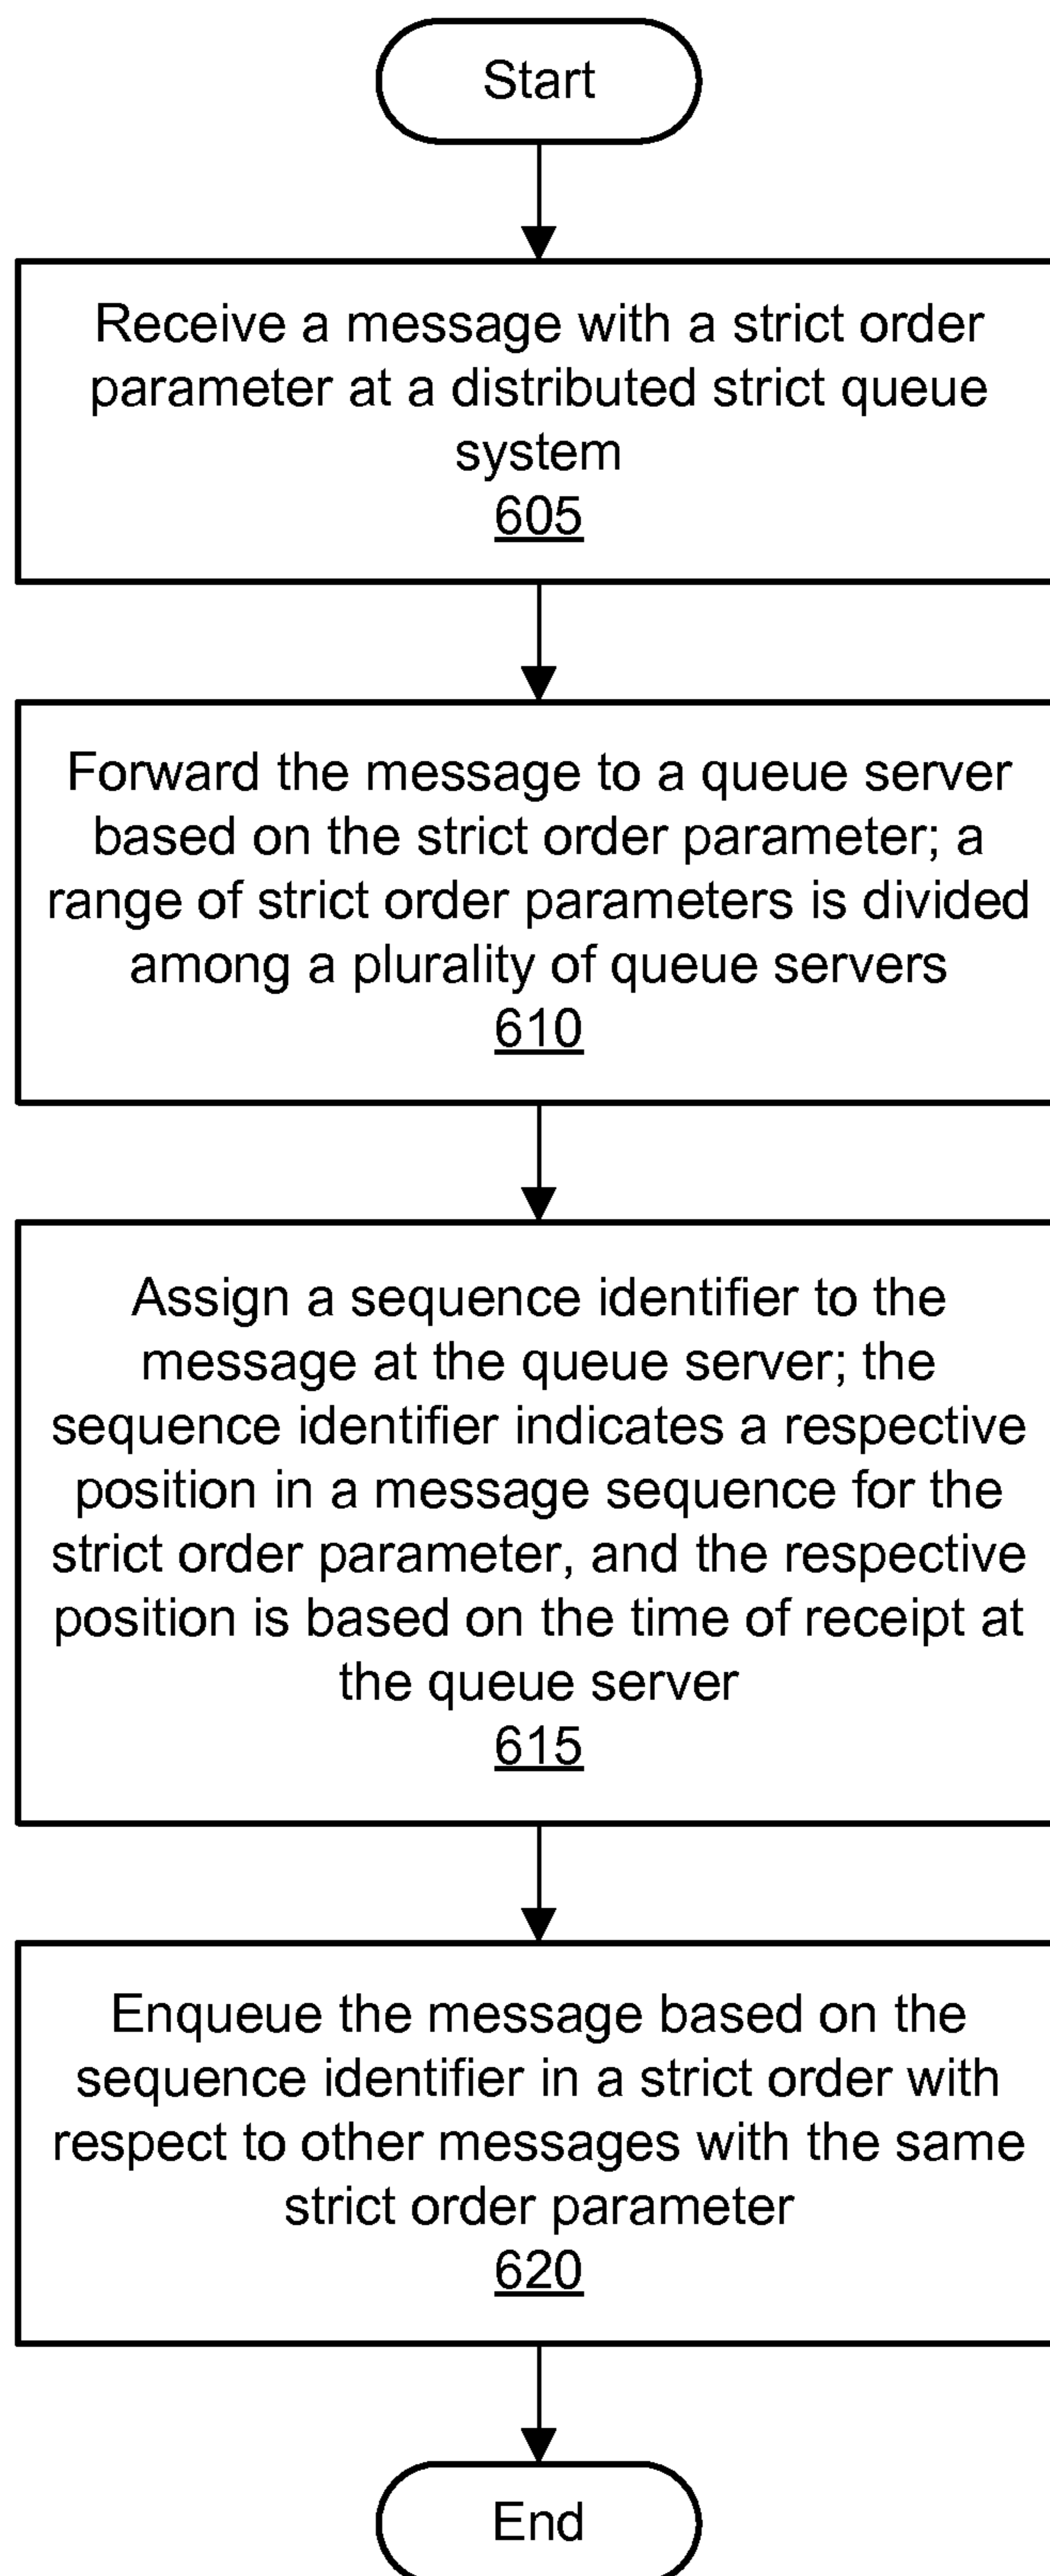 Start
Receive a message with a strict order
parameter at a distributed strict queue
system
605
Forward the message to a queue server
based on the strict order parameter; a
range of strict order parameters is divided
among a plurality of queue servers
610
Assign a sequence identifier to the
message at the queue server; the
sequence identifier indicates a respective
position in a message sequence for the
strict order parameter, and the respective
position is based on the time of receipt at
the queue server
615
Enqueue the message based on the
sequence identifier in a strict order with
respect to other messages with the same
strict order parameter
620
End